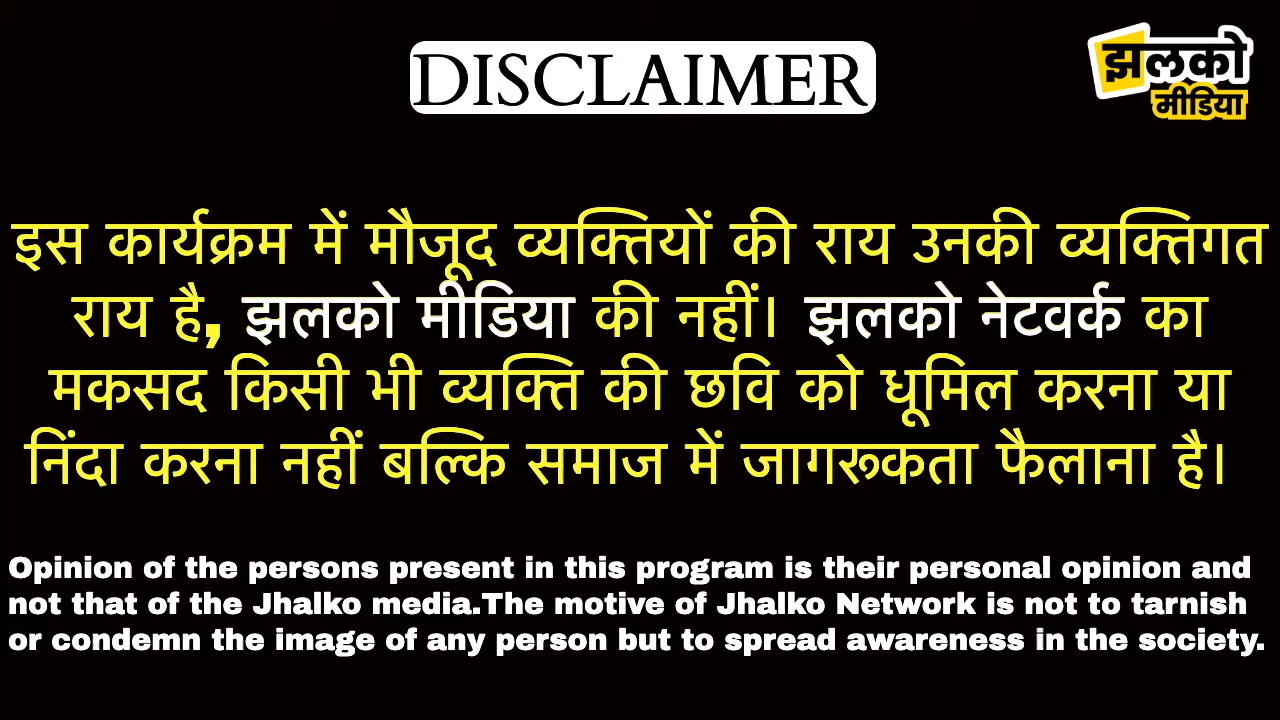 DISCLAIMER
झलको
मीडिया
इस कार्यक्रम में मौजूद व्यक्तियों की राय उनकी व्यक्तिगत
राय है, झलको मीडिया की नहीं। झलको नेटवर्क का
मकसद किसी भी व्यक्ति की छवि को धूमिल करना या
निंदा करना नहीं बल्कि समाज में जागरूकता फैलाना है।
Opinion of the persons present in this program is their personal opinion and
not that of the Jhalko media.The motive of Jhalko Network is not to tarnish
or condemn the image of any person but to spread awareness in the society.